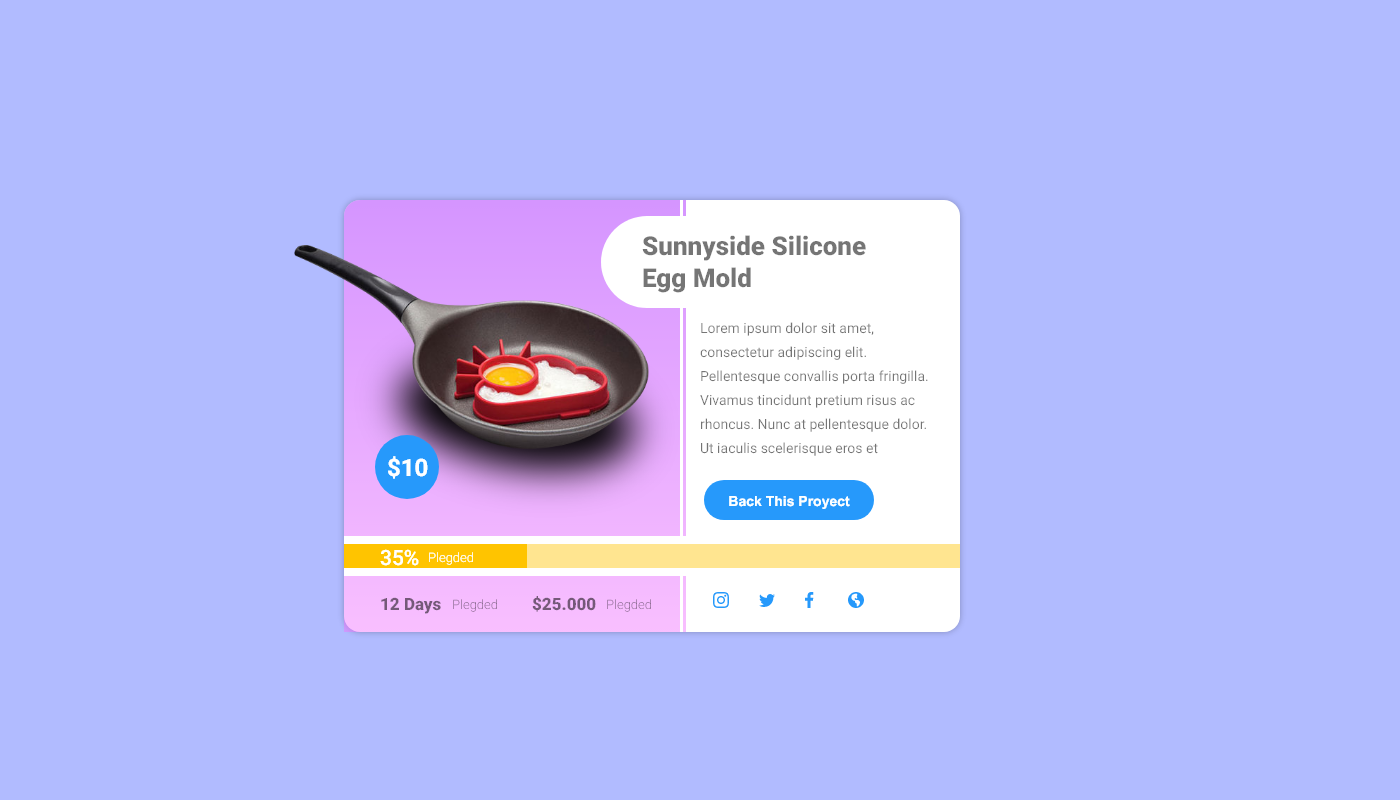 Sunnyside Silicone
Egg Mold
Lorem ipsum dolor sit amet,
consectetur adipiscing elit.
Pellentesque convallis porta fringilla.
Vivamus tincidunt pretium risus ac
rhoncus. Nunc at pellentesque dolor.
Ut iaculis scelerisque eros et
$10
Back This Proyect
35% Plegded
12 Days Plegded $25.000 Plegded